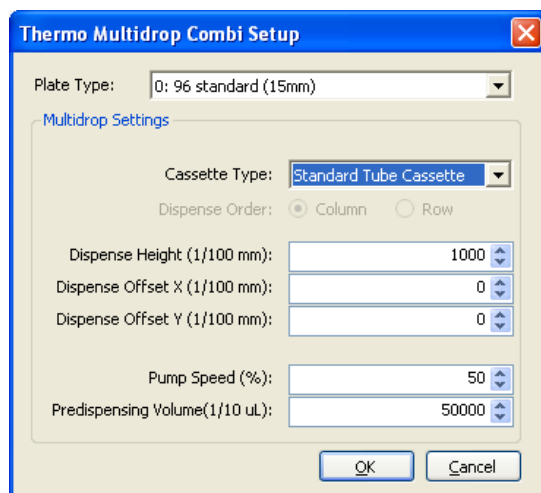 Thermo Multidrop Combi Setup
Plate Type: 0: 96 standard (15mm)
Multidrop Settings
Cassette Type: Standard Tube Cassette
Dispense Order: Column Row
Dispense Height (1/100 mm): 1000
Dispense Offset X (1/100 mm): 0
Dispense Offset Y (1/100 mm): 0
Pump Speed (%): 50
Predispensing Volume(1/10 uL): 50000
OK Cancel